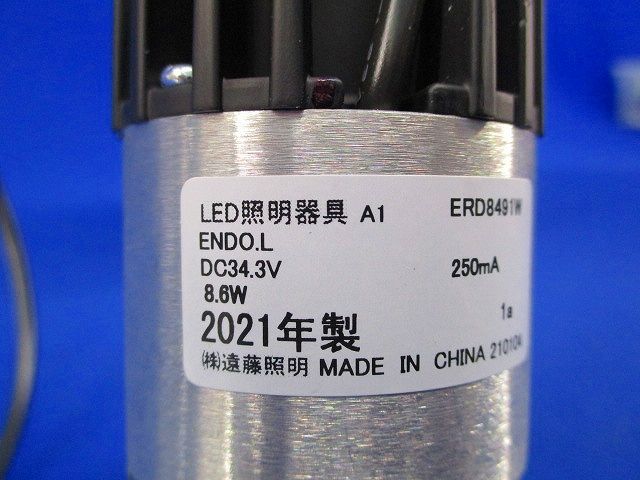 LED照明器具 A1 ERD8491W
ENDO.L
DC34.3V 250mA
8.6W
1a
2021年製
(株)遠藤照明 MADE IN CHINA 210104